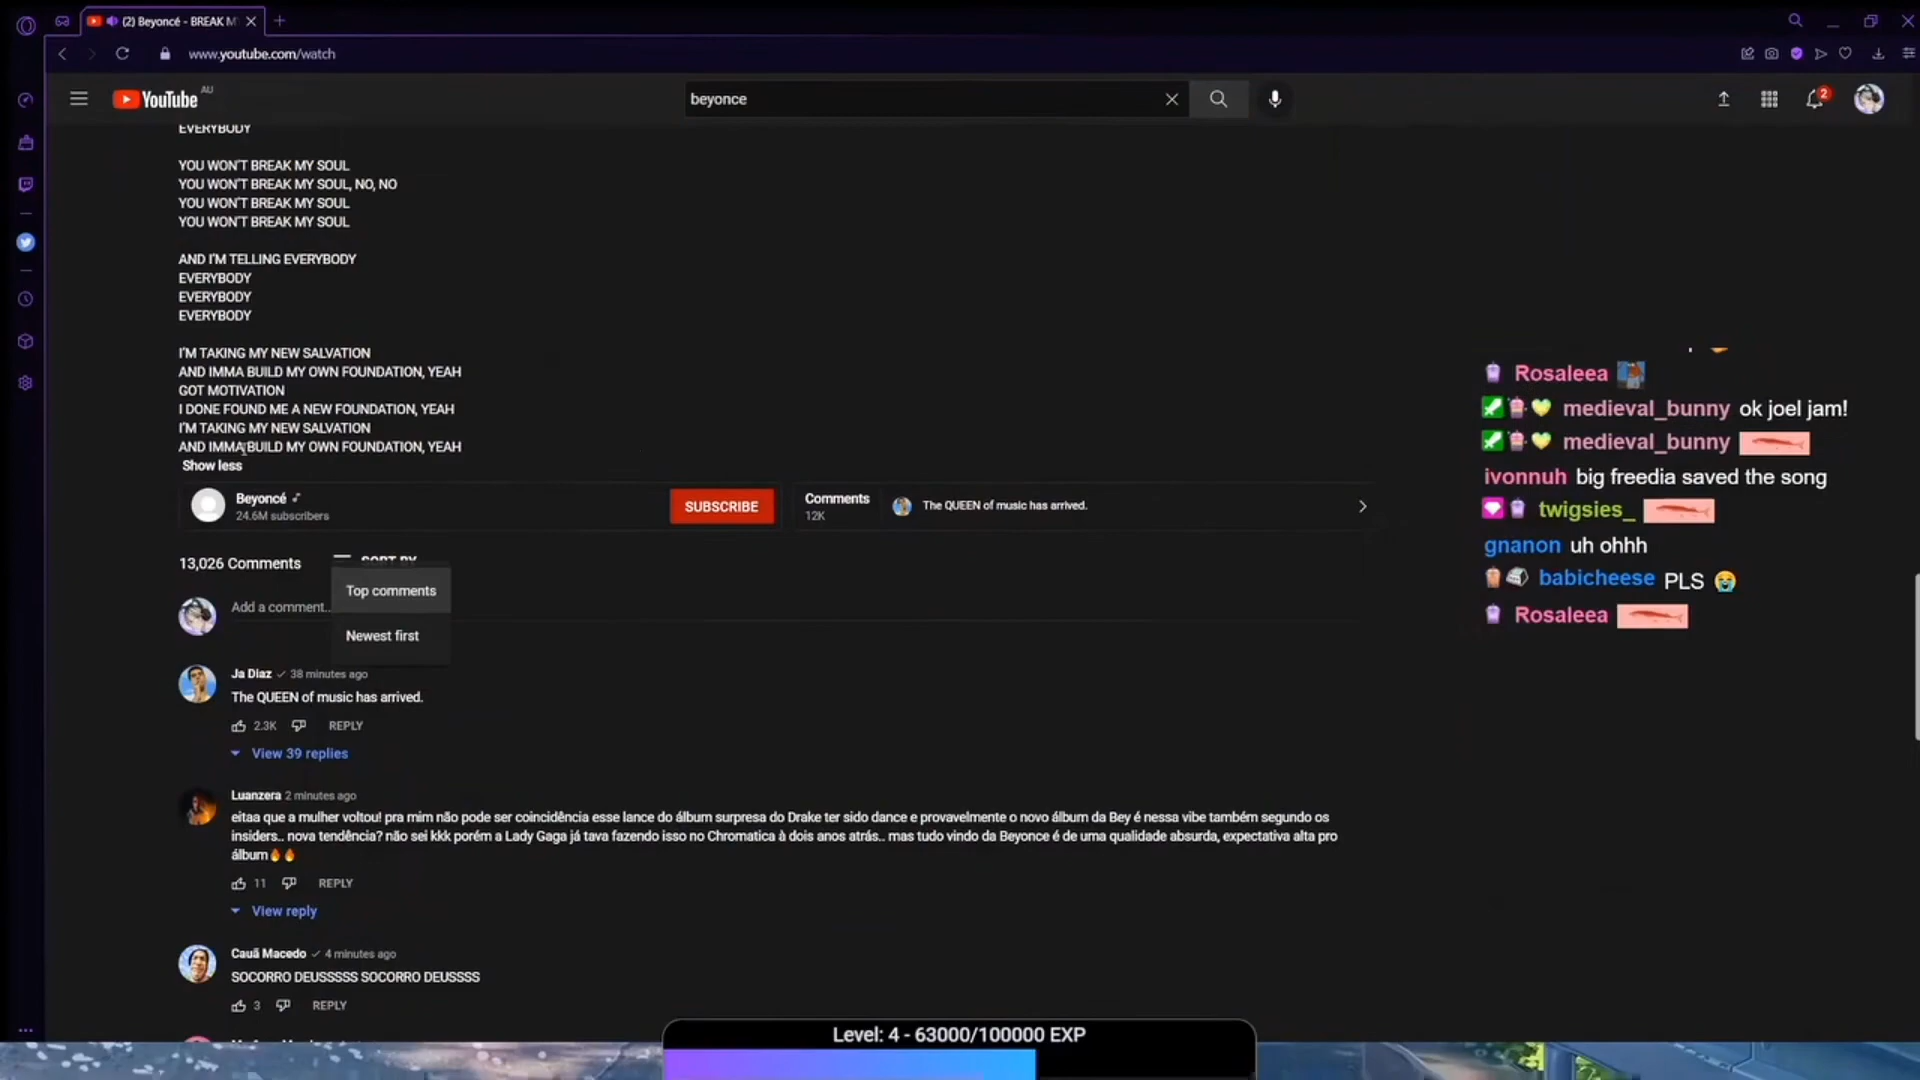 (2) Beyoncé - BREAK M
www.youtube.com/watch
YouTube AU
beyonce
2
EVERYBODY
YOU WON'T BREAK MY SOUL
YOU WON'T BREAK MY SOUL, NO, NO
YOU WON'T BREAK MY SOUL
YOU WON'T BREAK MY SOUL
AND I'M TELLING EVERYBODY
EVERYBODY
EVERYBODY
EVERYBODY
I'M TAKING MY NEW SALVATION
AND IMMA BUILD MY OWN FOUNDATION, YEAH
GOT MOTIVATION
I DONE FOUND ME A NEW FOUNDATION, YEAH
I'M TAKING MY NEW SALVATION
AND IMMA BUILD MY OWN FOUNDATION, YEAH
Show less
Beyoncé
24.6M subscribers
SUBSCRIBE
Comments
12K
The QUEEN of music has arrived.
13,026 Comments
SORT BY
Top comments
Newest first
Add a comment...
Ja Diaz 38 minutes ago
The QUEEN of music has arrived.
2.3K REPLY
View 39 replies
Luanzera 2 minutes ago
eitaa que a mulher voltou! pra mim não pode ser coincidência esse lance do álbum surpresa do Drake ter sido dance e provavelmente o novo álbum da Bey é nessa vibe também segundo os
insiders.. nova tendência? não sei kkk porém a Lady Gaga já tava fazendo isso no Chromatica à dois anos atrás.. mas tudo vindo da Beyonce é de uma qualidade absurda, expectativa alta pro
álbum🔥🔥
11 REPLY
View reply
Cauã Macedo 4 minutes ago
SOCORRO DEUSSSSS SOCORRO DEUSSSS
3 REPLY
Rosaleea
medieval_bunny ok joel jam!
medieval_bunny
ivonnuh big freedia saved the song
twigsies_
gnanon uh ohhh
babicheese PLS 😭
Rosaleea
Level: 4 - 63000/100000 EXP